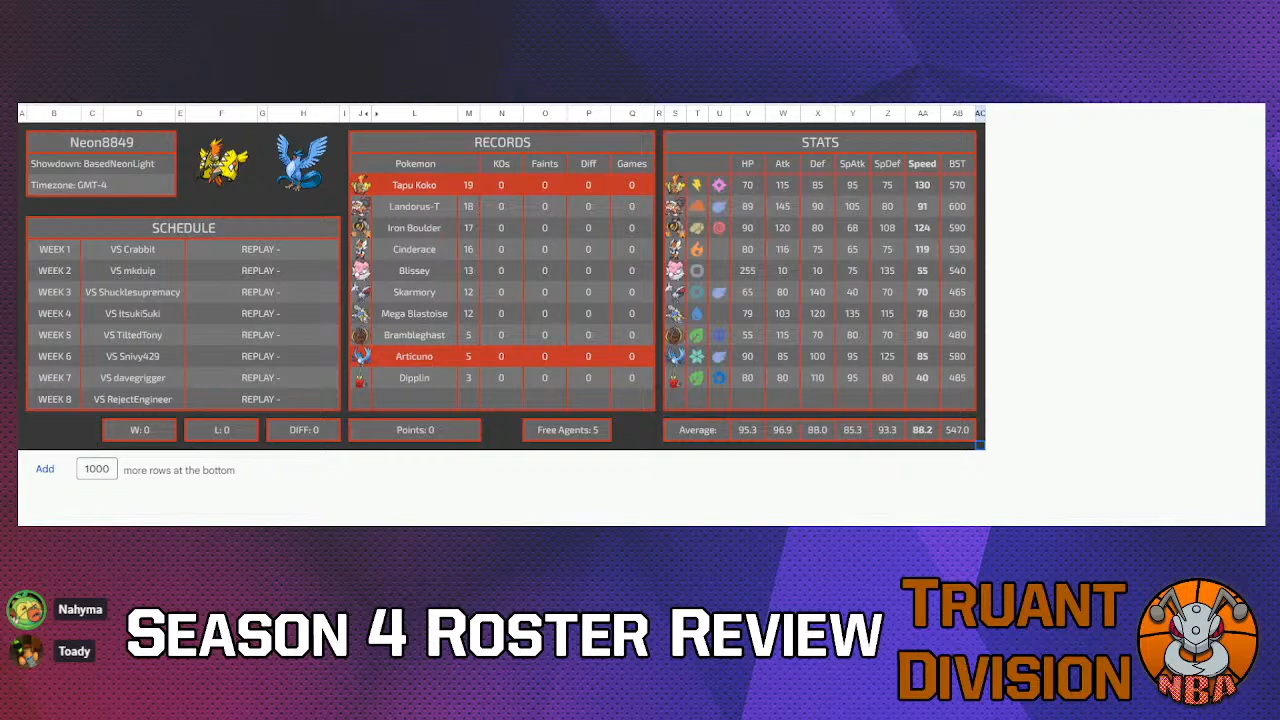 A B C D E F G H I J L M N O P Q R S T U V W X Y Z AA AB AC
Neon8849
Showdown: BasedNeonLight
Timezone: GMT-4
SCHEDULE
WEEK 1 VS Crabbit REPLAY -
WEEK 2 VS mkduip REPLAY -
WEEK 3 VS Shucklesupremacy REPLAY -
WEEK 4 VS ItsukiSuki REPLAY -
WEEK 5 VS TiltedTony REPLAY -
WEEK 6 VS Snivy429 REPLAY -
WEEK 7 VS davegrigger REPLAY -
WEEK 8 VS RejectEngineer REPLAY -
W: 0 L: 0 DIFF: 0
RECORDS
Pokemon KOs Faints Diff Games
Tapu Koko 19 0 0 0 0
Landorus-T 18 0 0 0 0
Iron Boulder 17 0 0 0 0
Cinderace 16 0 0 0 0
Blissey 13 0 0 0 0
Skarmory 12 0 0 0 0
Mega Blastoise 12 0 0 0 0
Brambleghast 5 0 0 0 0
Articuno 5 0 0 0 0
Dipplin 3 0 0 0 0
Points: 0 Free Agents: 5
STATS
HP Atk Def SpAtk SpDef Speed BST
70 115 85 95 75 130 570
89 145 90 105 80 91 600
90 120 80 68 108 124 590
80 116 75 65 75 119 530
255 10 10 75 135 55 540
65 80 140 40 70 70 465
79 103 120 135 115 78 630
55 115 70 80 70 90 480
90 85 100 95 125 85 580
80 80 110 95 80 40 485
Average: 95.3 96.9 88.0 85.3 93.3 88.2 547.0
Add 1000 more rows at the bottom
Nahyma
Toady
SEASON 4 ROSTER REVIEW
TRUANT
DIVISION
NBA